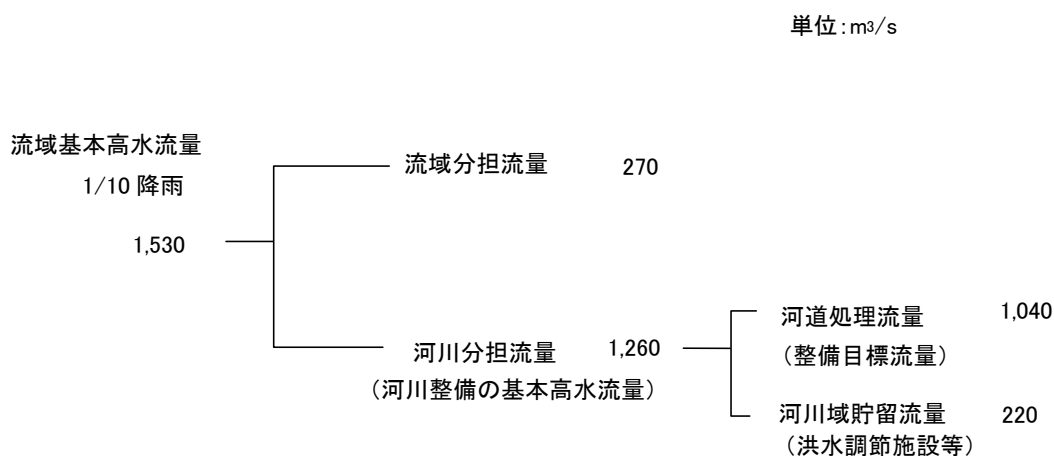 単位:m3/s
流域基本高水流量
1/10 降雨
1,530
流域分担流量 270
河川分担流量 1,260
(河川整備の基本高水流量)
河道処理流量 1,040
(整備目標流量)
河川域貯留流量 220
(洪水調節施設等)